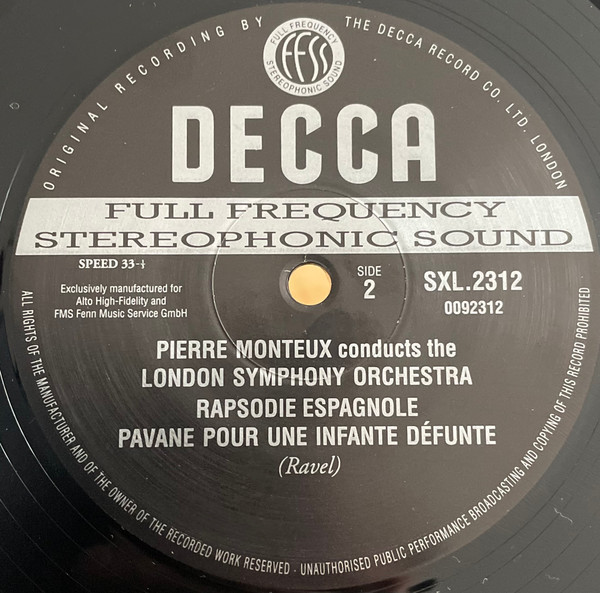 ORIGINAL RECORDING BY
THE DECCA RECORD CO. LTD. LONDON
FULL FREQUENCY
ffss
STEREOPHONIC SOUND
DECCA
FULL FREQUENCY
STEREOPHONIC SOUND
SPEED 33-⅓
Exclusively manufactured for
Alto High-Fidelity and
FMS Fenn Music Service GmbH
SIDE
2
SXL.2312
0092312
PIERRE MONTEUX conducts the
LONDON SYMPHONY ORCHESTRA
RAPSODIE ESPAGNOLE
PAVANE POUR UNE INFANTE DÉFUNTE
(Ravel)
ALL RIGHTS OF THE MANUFACTURER AND OF THE OWNER OF THE RECORDED WORK RESERVED · UNAUTHORISED PUBLIC PERFORMANCE BROADCASTING AND COPYING OF THIS RECORD PROHIBITED